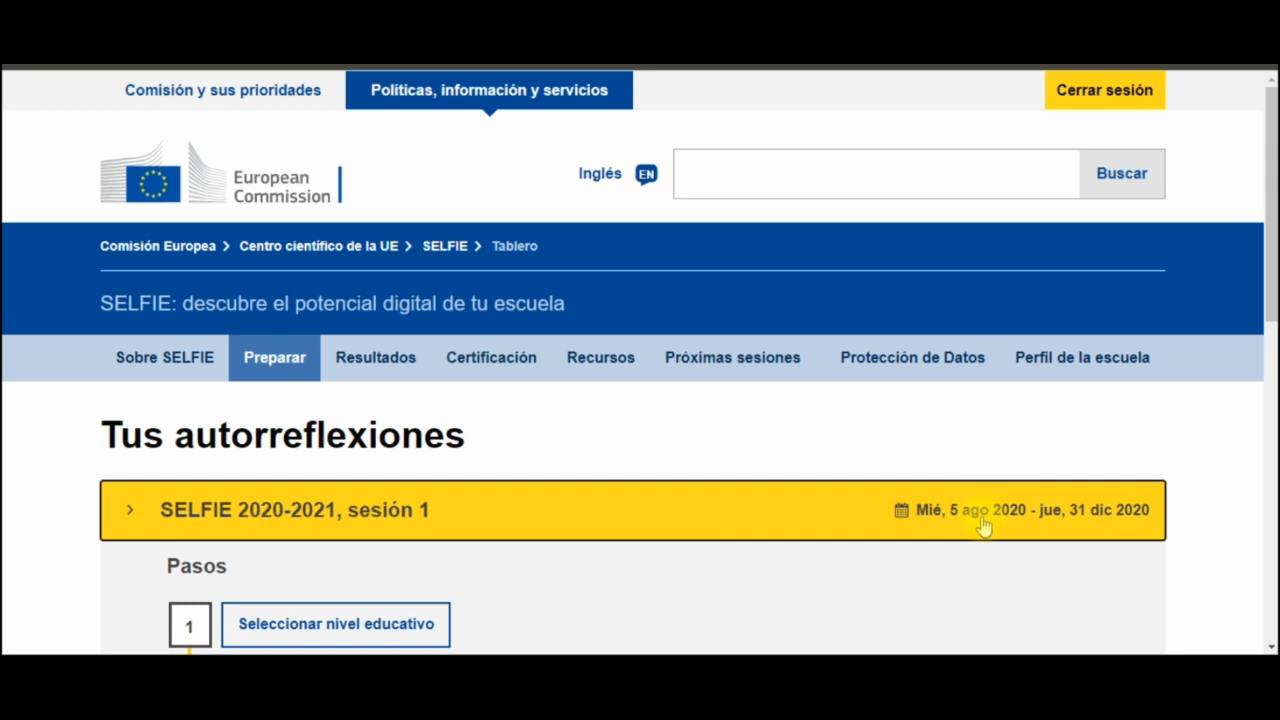 Comisión y sus prioridades Políticas, información y servicios Cerrar sesión
European
Commission
Inglés EN Buscar
Comisión Europea > Centro científico de la UE > SELFIE > Tablero
SELFIE: descubre el potencial digital de tu escuela
Sobre SELFIE Preparar Resultados Certificación Recursos Próximas sesiones Protección de Datos Perfil de la escuela
Tus autorreflexiones
> SELFIE 2020-2021, sesión 1 Mié, 5 ago 2020 - jue, 31 dic 2020
Pasos
1 Seleccionar nivel educativo